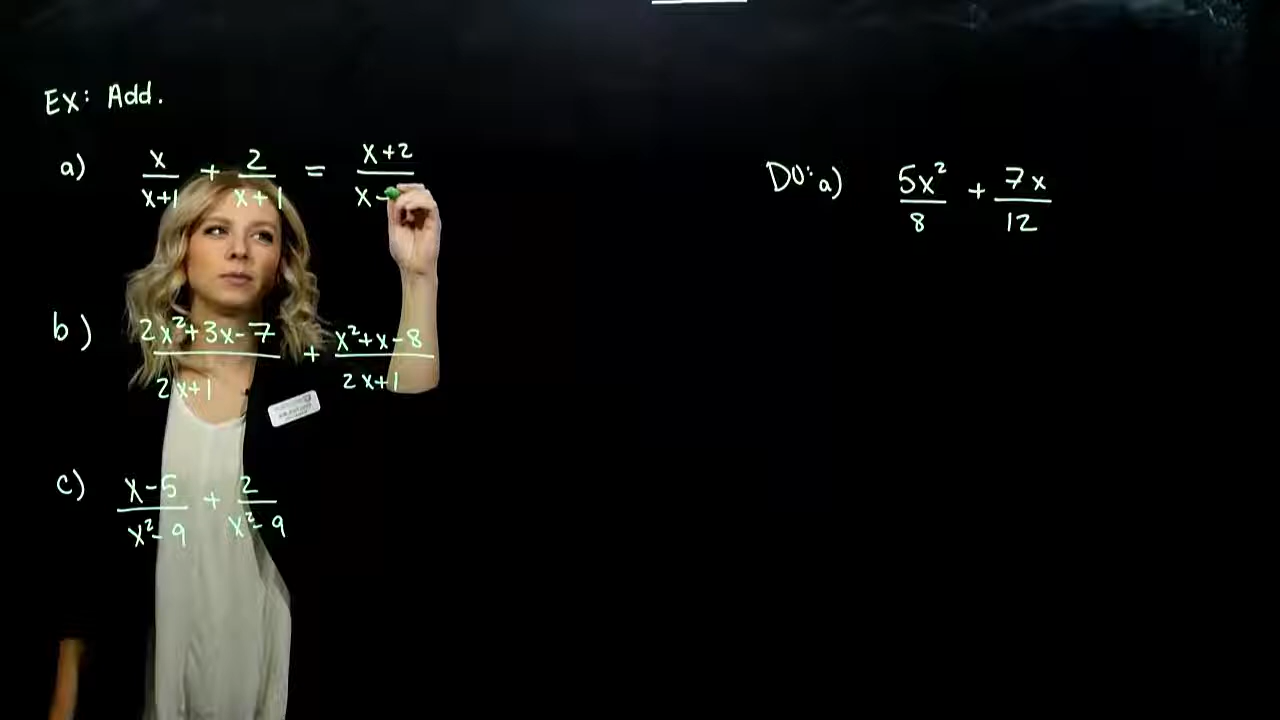 Ex: Add.
a) x/x+1 + 2/x+1 = x+2/x
b) 2x²+3x-7/2x+1 + x²+x-8/2x+1
c) x-5/x²-9 + 2/x²-9
DO: a) 5x²/8 + 7x/12